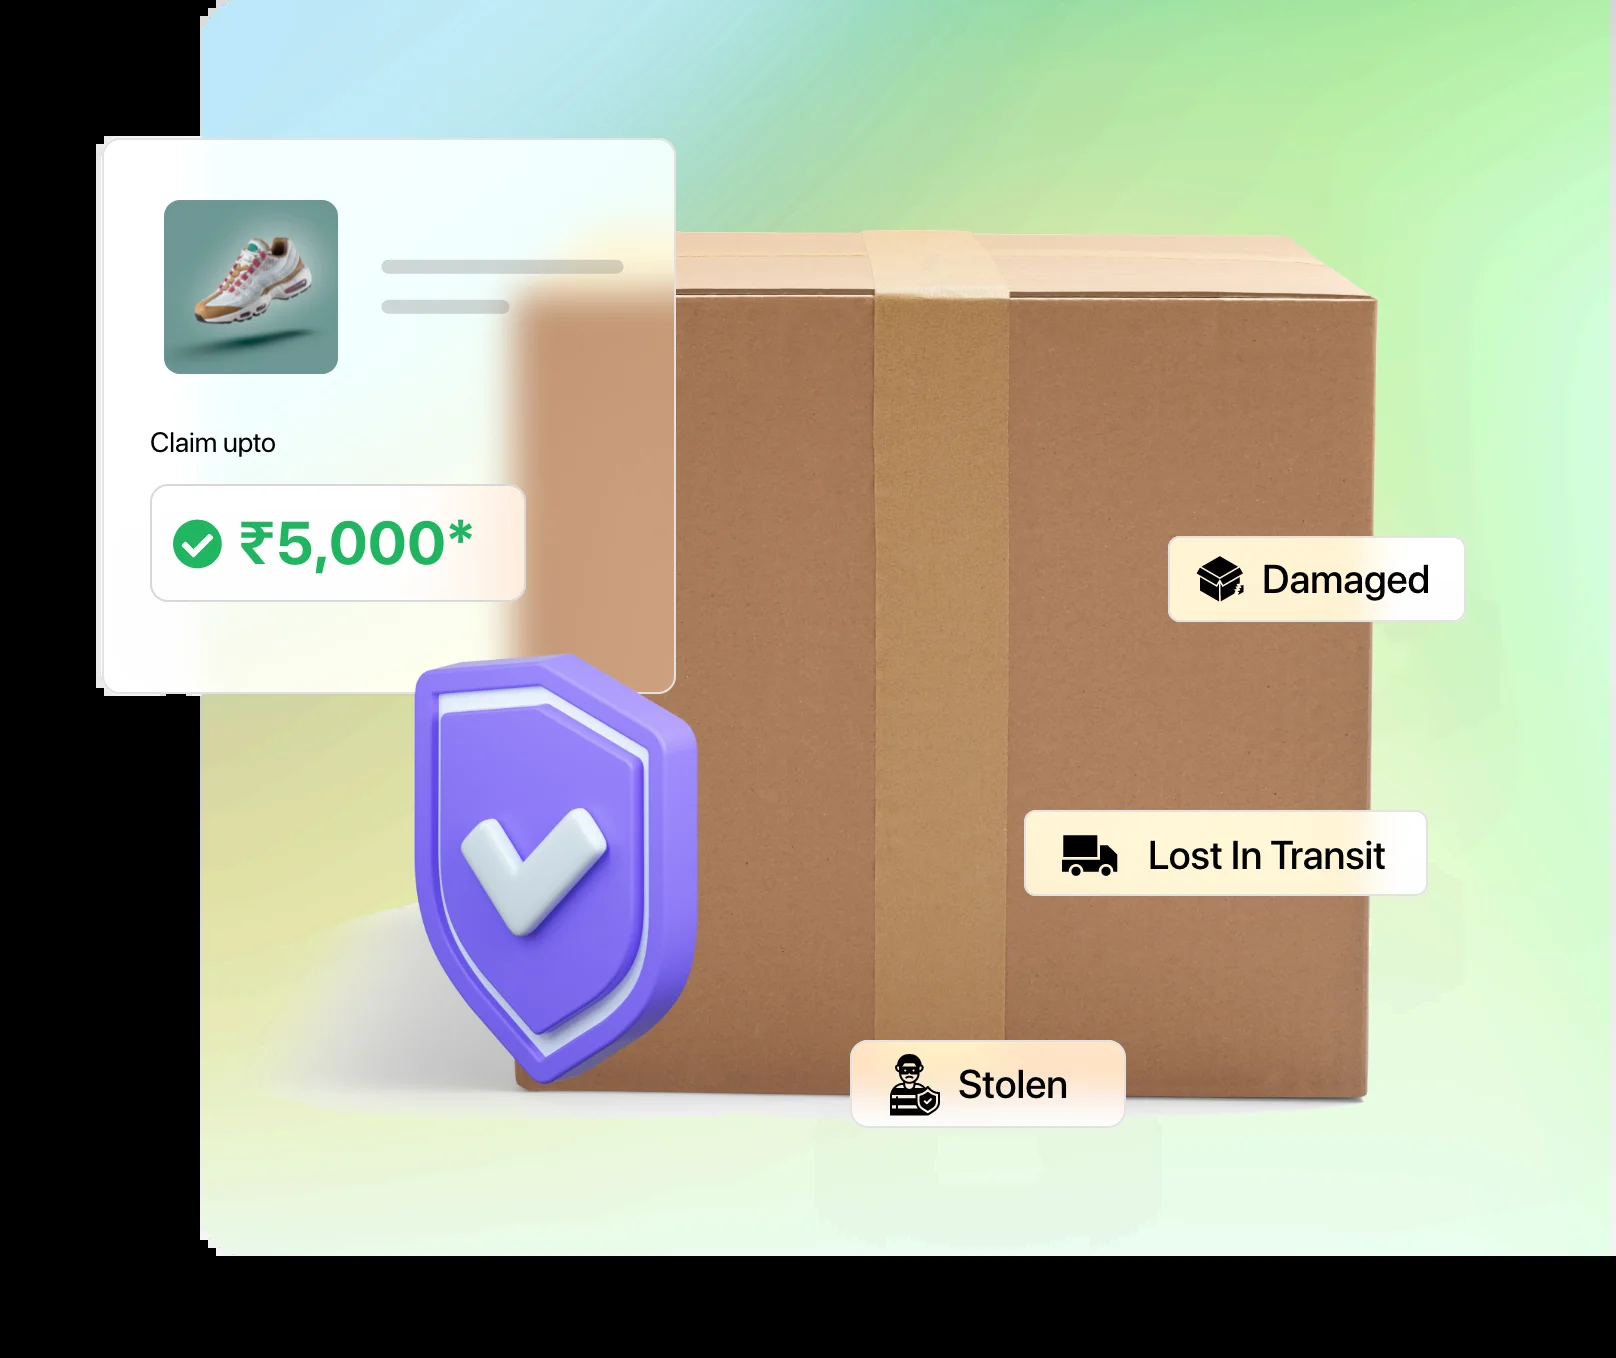 Claim upto
₹5,000*
Damaged
Lost In Transit
Stolen